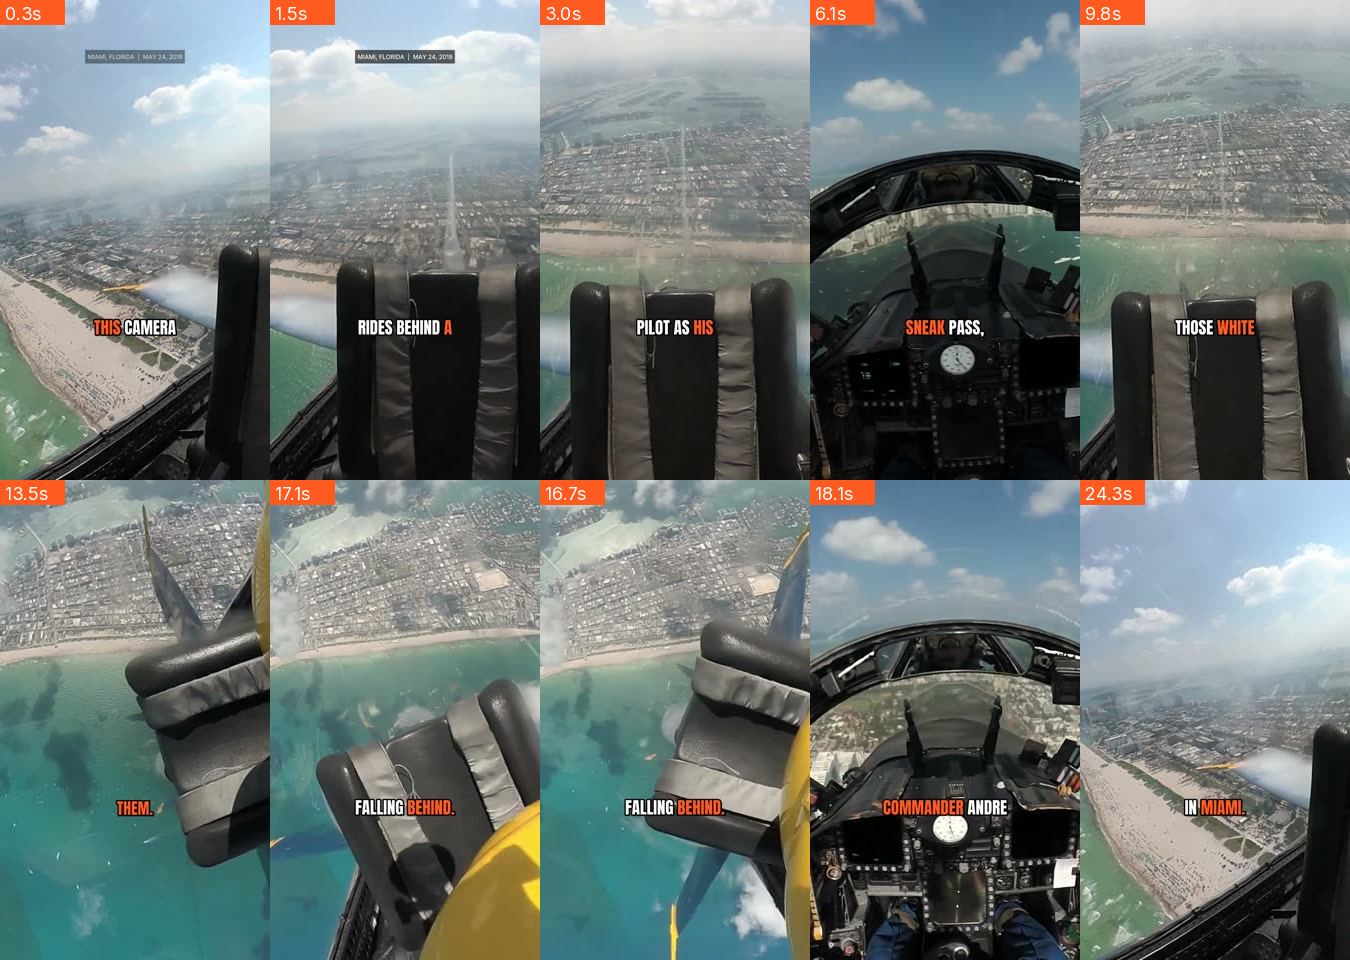 0.3s
1.5s
3.0s
6.1s
9.8s
MIAMI, FLORIDA | MAY 24, 2019
MIAMI, FLORIDA | MAY 24, 2019
THIS CAMERA
RIDES BEHIND A
PILOT AS HIS
SNEAK PASS,
THOSE WHITE
13.5s
17.1s
16.7s
18.1s
24.3s
THEM.
FALLING BEHIND.
FALLING BEHIND.
COMMANDER ANDRE
IN MIAMI.